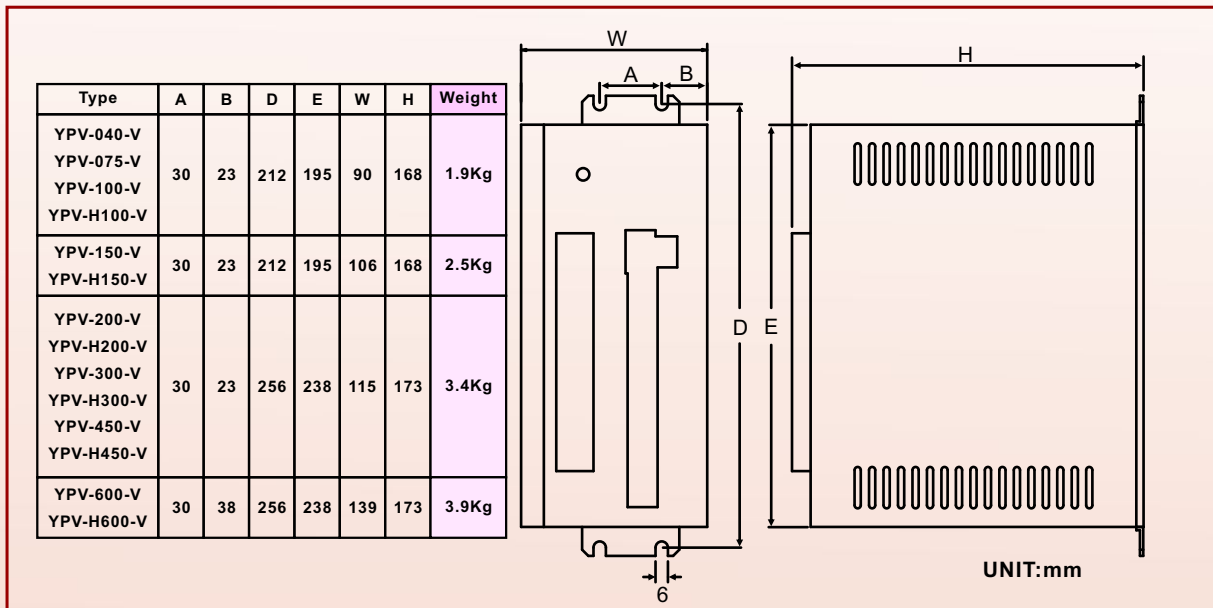 Type A B D E W H Weight
YPV-040-V
YPV-075-V
YPV-100-V
YPV-H100-V
30 23 212 195 90 168 1.9Kg
YPV-150-V
YPV-H150-V
30 23 212 195 106 168 2.5Kg
YPV-200-V
YPV-H200-V
YPV-300-V
YPV-H300-V
YPV-450-V
YPV-H450-V
30 23 256 238 115 173 3.4Kg
YPV-600-V
YPV-H600-V
30 38 256 238 139 173 3.9Kg
W
A B
D
6
H
E
UNIT:mm